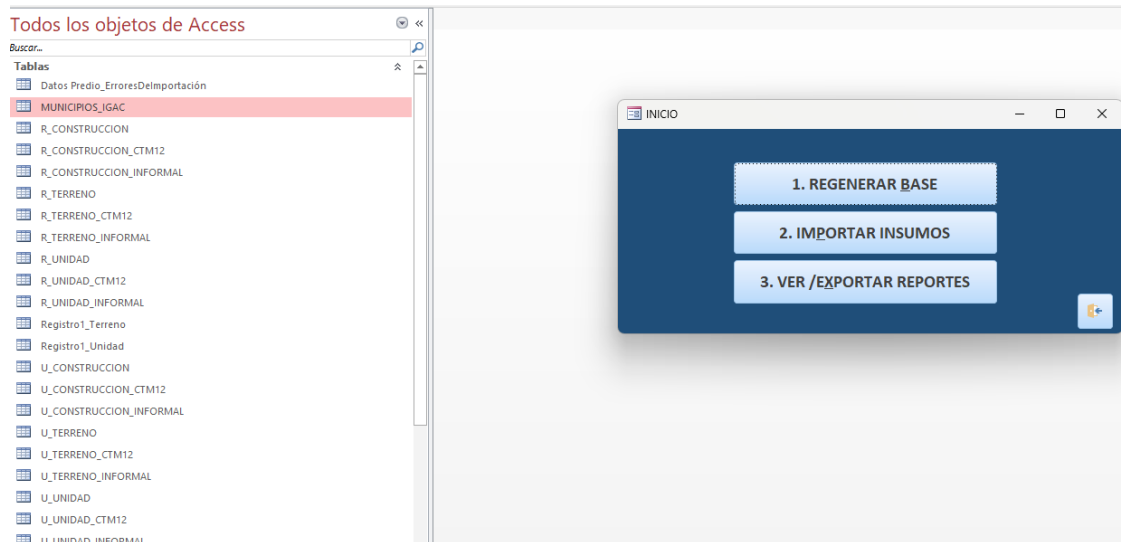 Todos los objetos de Access
Buscar...
Tablas
Datos Predio_ErroresDeImportación
MUNICIPIOS_IGAC
R_CONSTRUCCION
R_CONSTRUCCION_CTM12
R_CONSTRUCCION_INFORMAL
R_TERRENO
R_TERRENO_CTM12
R_TERRENO_INFORMAL
R_UNIDAD
R_UNIDAD_CTM12
R_UNIDAD_INFORMAL
Registro1_Terreno
Registro1_Unidad
U_CONSTRUCCION
U_CONSTRUCCION_CTM12
U_CONSTRUCCION_INFORMAL
U_TERRENO
U_TERRENO_CTM12
U_TERRENO_INFORMAL
U_UNIDAD
U_UNIDAD_CTM12
U_UNIDAD_INFORMAL
INICIO
1. REGENERAR BASE
2. IMPORTAR INSUMOS
3. VER /EXPORTAR REPORTES